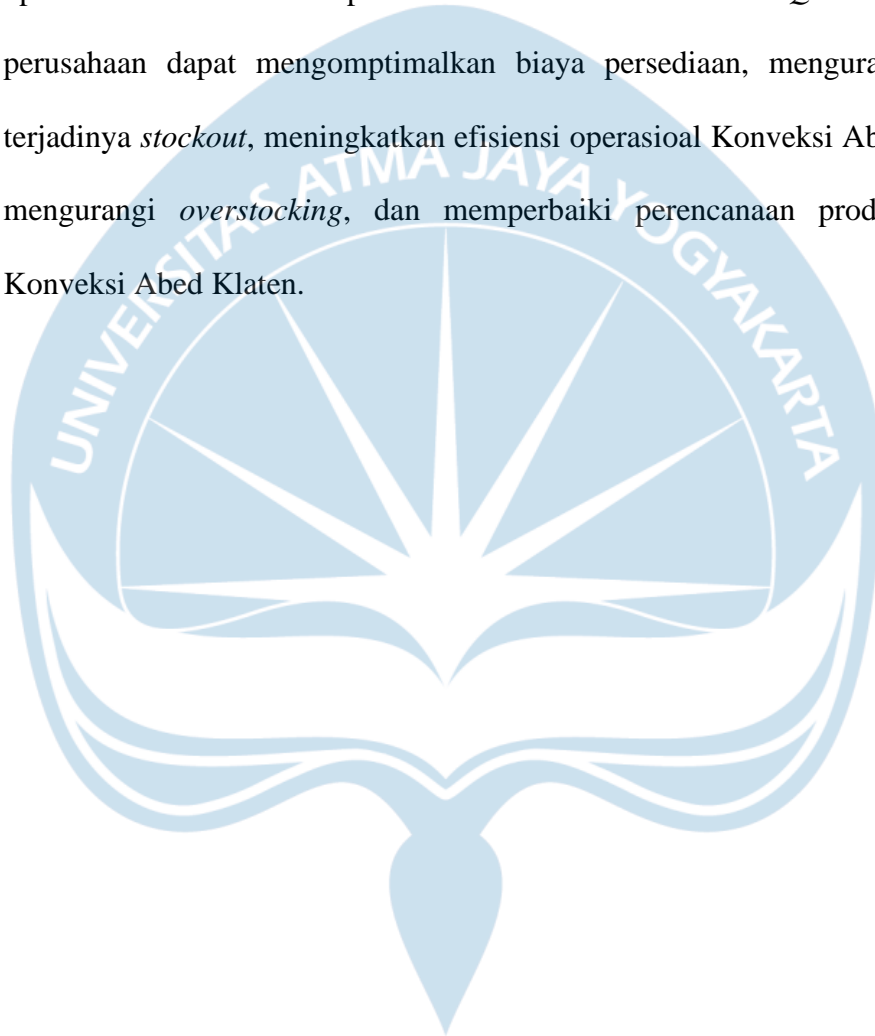 perusahaan dapat mengomptimalkan biaya persediaan, mengura
terjadinya stockout, meningkatkan efisiensi operasioal Konveksi Ab
UNIVERSITAS ATMA JAYA YOGYAKARTA
mengurangi overstocking, dan memperbaiki perencanaan prod
Konveksi Abed Klaten.